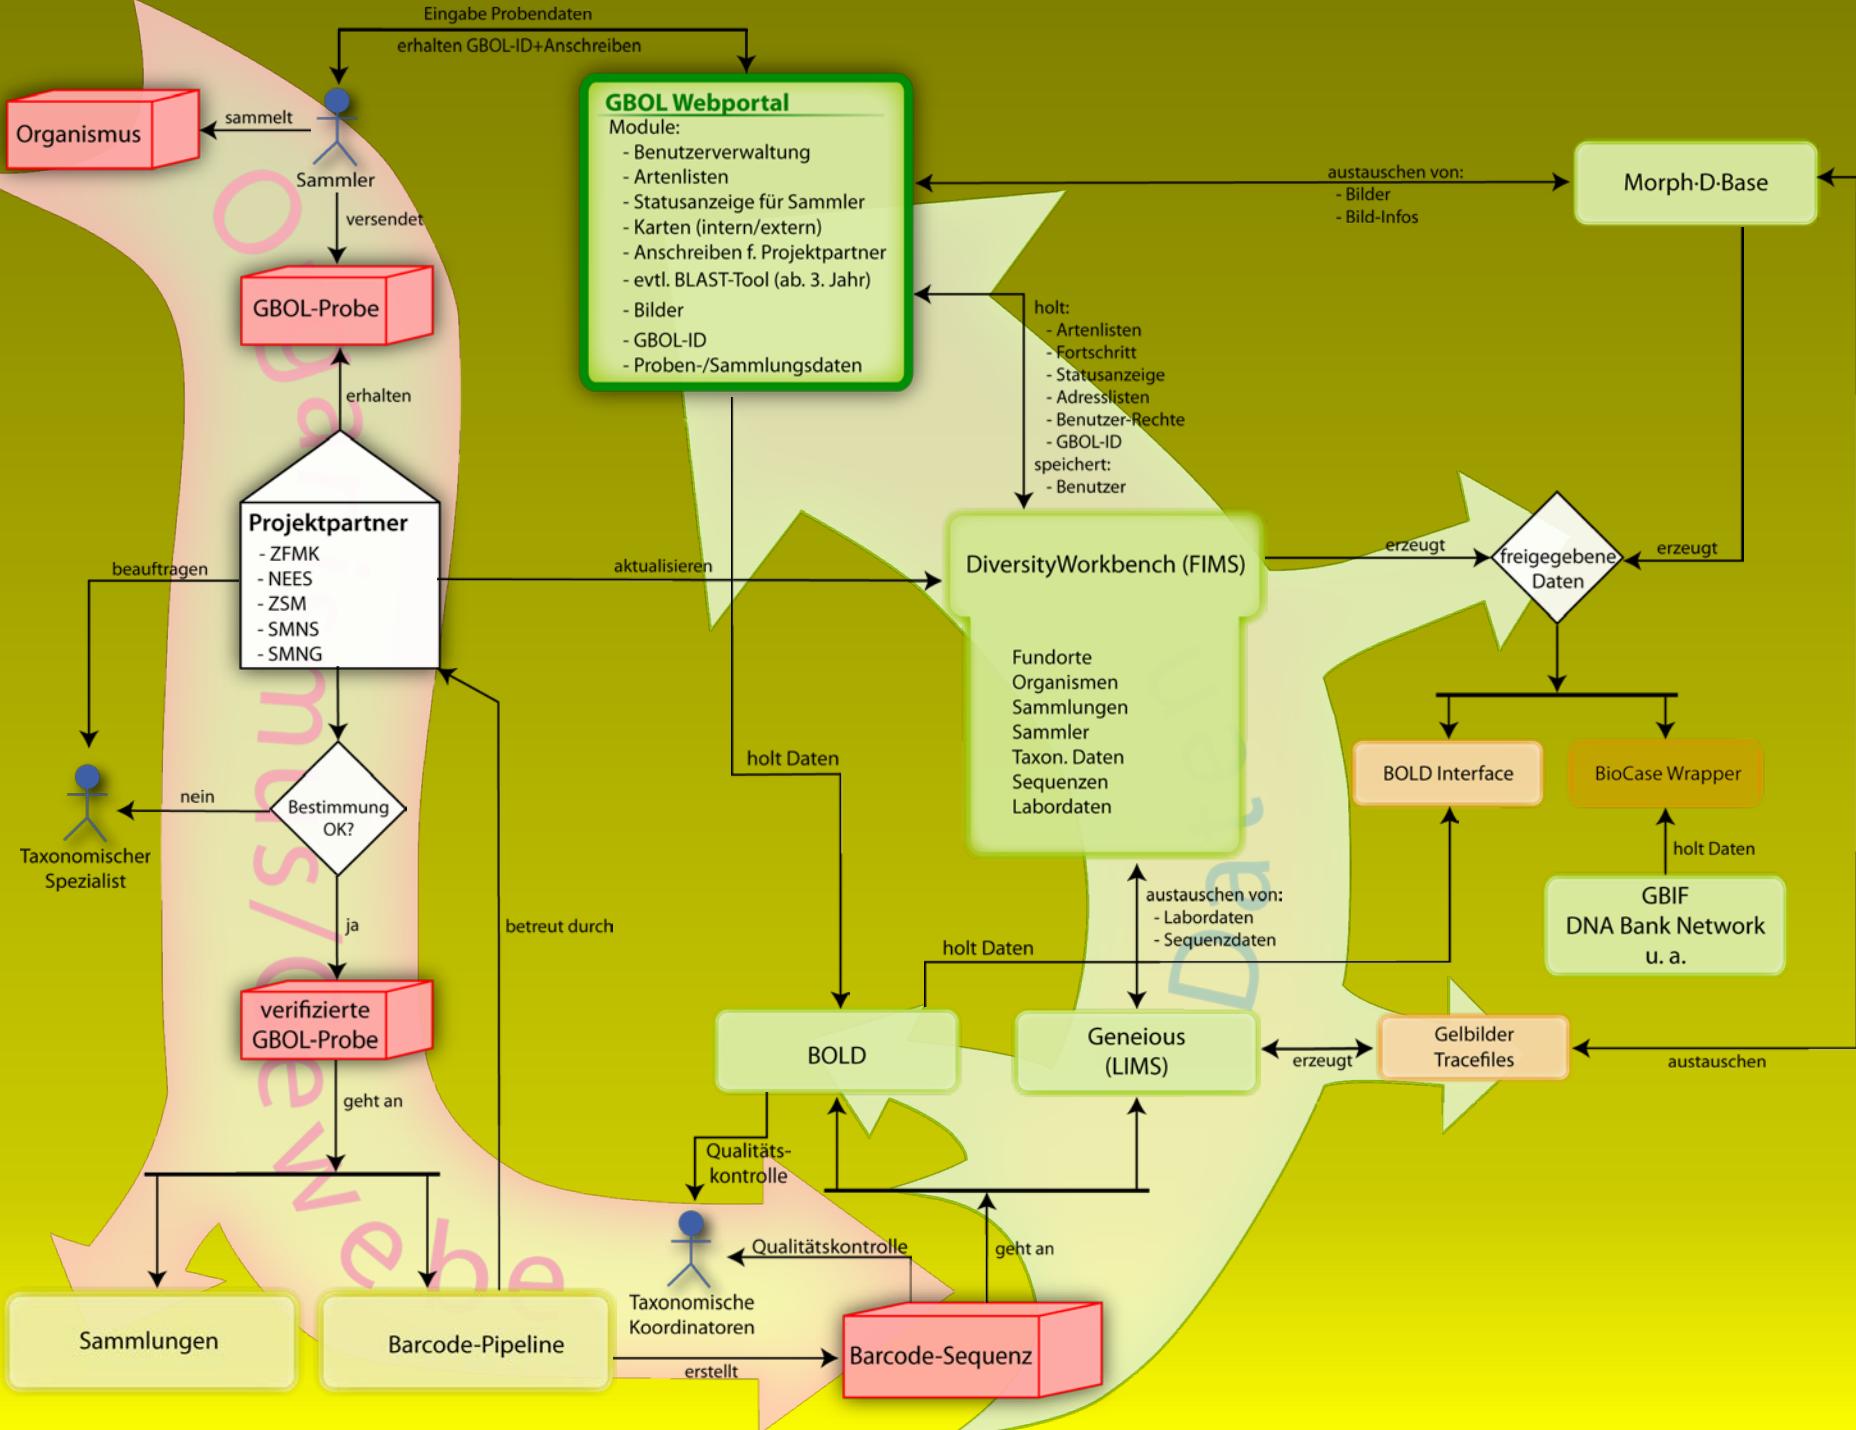 Eingabe Probendaten
erhalten GBOL-ID+Anschreiben
Organismus
sammelt
Sammler
versendet
GBOL-Probe
erhalten
Projektpartner
- ZFMK
- NEES
- ZSM
- SMNS
- SMNG
beauftragen
aktualisieren
Taxonomischer
Spezialist
nein
Bestimmung
OK?
ja
verifizierte
GBOL-Probe
geht an
betreut durch
Sammlungen
Barcode-Pipeline
erstellt
Organismus/Gewebe
GBOL Webportal
Module:
- Benutzerverwaltung
- Artenlisten
- Statusanzeige für Sammler
- Karten (intern/extern)
- Anschreiben f. Projektpartner
- evtl. BLAST-Tool (ab. 3. Jahr)
- Bilder
- GBOL-ID
- Proben-/Sammlungsdaten
austauschen von:
- Bilder
- Bild-Infos
Morph·D·Base
holt:
- Artenlisten
- Fortschritt
- Statusanzeige
- Adresslisten
- Benutzer-Rechte
- GBOL-ID
speichert:
- Benutzer
DiversityWorkbench (FIMS)
Fundorte
Organismen
Sammlungen
Sammler
Taxon. Daten
Sequenzen
Labordaten
erzeugt
freigegebene
Daten
erzeugt
BOLD Interface
BioCase Wrapper
holt Daten
GBIF
DNA Bank Network
u. a.
holt Daten
austauschen von:
- Labordaten
- Sequenzdaten
holt Daten
Daten
BOLD
Geneious
(LIMS)
erzeugt
Gelbilder
Tracefiles
austauschen
Qualitäts-
kontrolle
Qualitätskontrolle
geht an
Taxonomische
Koordinatoren
Barcode-Sequenz